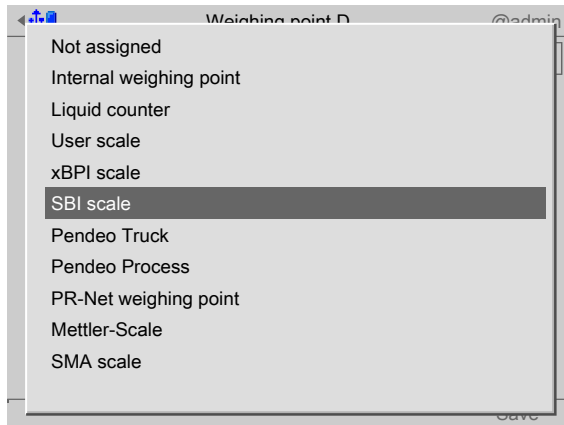 Weighing point D @admin
Not assigned
Internal weighing point
Liquid counter
User scale
xBPI scale
SBI scale
Pendeo Truck
Pendeo Process
PR-Net weighing point
Mettler-Scale
SMA scale
Save